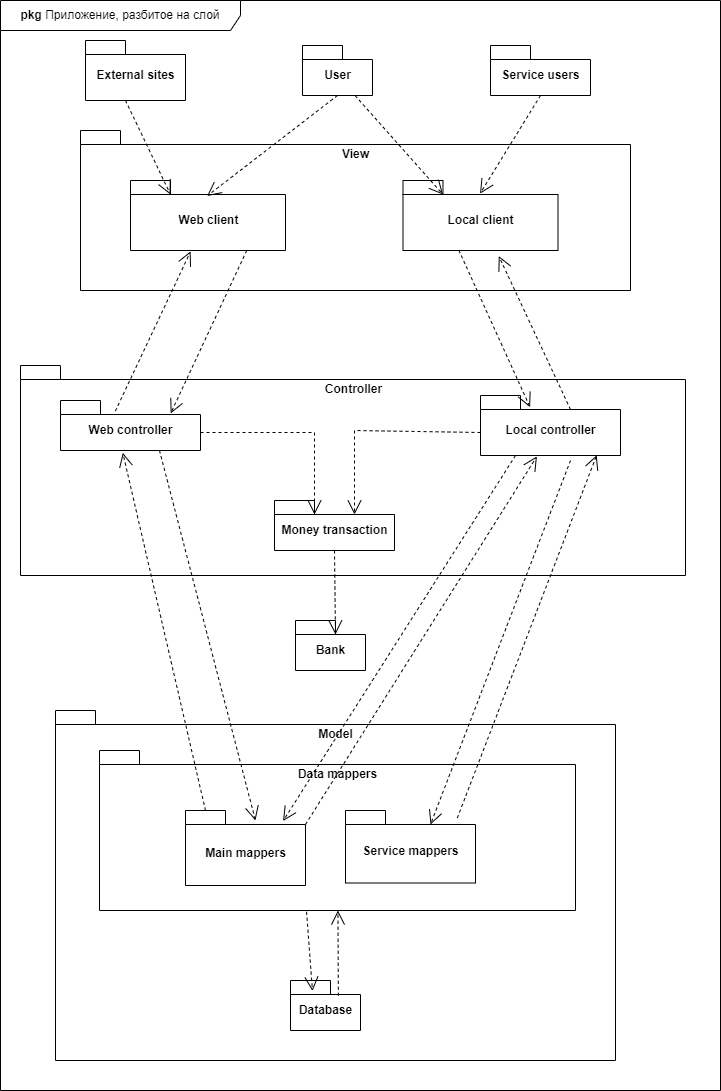 pkg Приложение, разбитое на слой
External sites
User
Service users
View
Web client
Local client
Controller
Web controller
Local controller
Money transaction
Bank
Model
Data mappers
Main mappers
Service mappers
Database